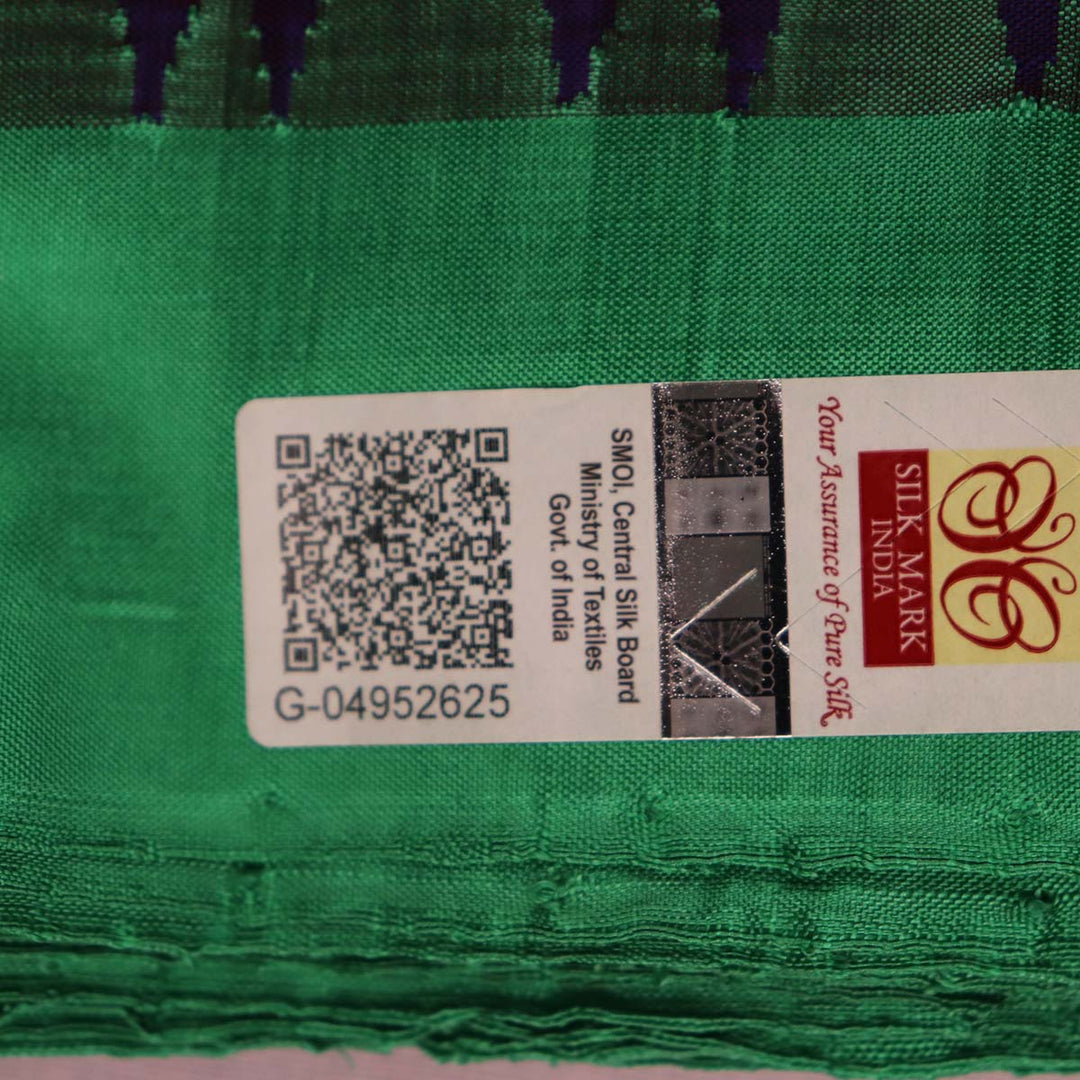 G-04952625
SMOI, Central Silk Board
Ministry of Textiles
Govt. of India
Your Assurance of Pure Silk
SILK MARK
INDIA